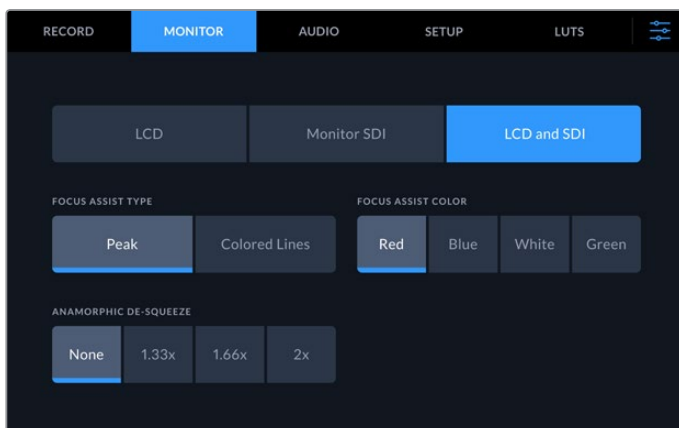 RECORD MONITOR AUDIO SETUP LUTS
LCD Monitor SDI LCD and SDI
FOCUS ASSIST TYPE FOCUS ASSIST COLOR
Peak Colored Lines Red Blue White Green
ANAMORPHIC DE-SQUEEZE
None 1.33x 1.66x 2x